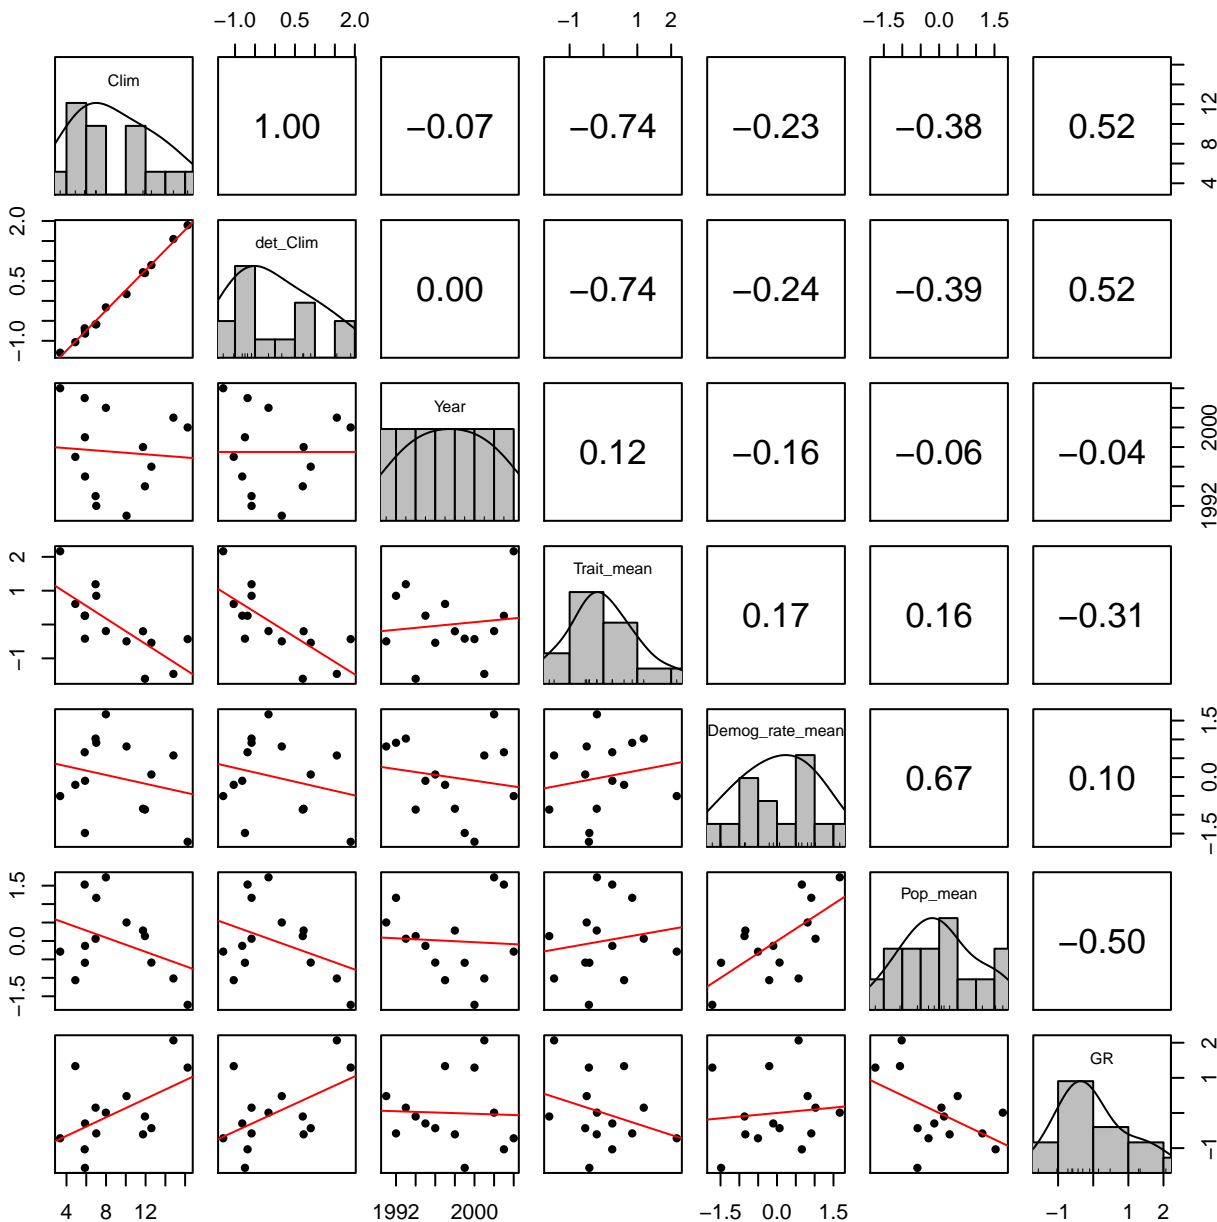 −1.0 0.5 2.0 −1 1 2 −1.5 0.0 1.5
Clim 1.00 −0.07 −0.74 −0.23 −0.38 0.52 4 8 12
−1.0 0.5 2.0 det_Clim 0.00 −0.74 −0.24 −0.39 0.52
Year 0.12 −0.16 −0.06 −0.04 1992 2000
−1 1 2 Trait_mean 0.17 0.16 −0.31
Demog_rate_mean 0.67 0.10 −1.5 0.0 1.5
−1.5 0.0 1.5 Pop_mean −0.50
−1 1 2 GR −1 1 2
4 8 12 1992 2000 −1.5 0.0 1.5 −1 1 2